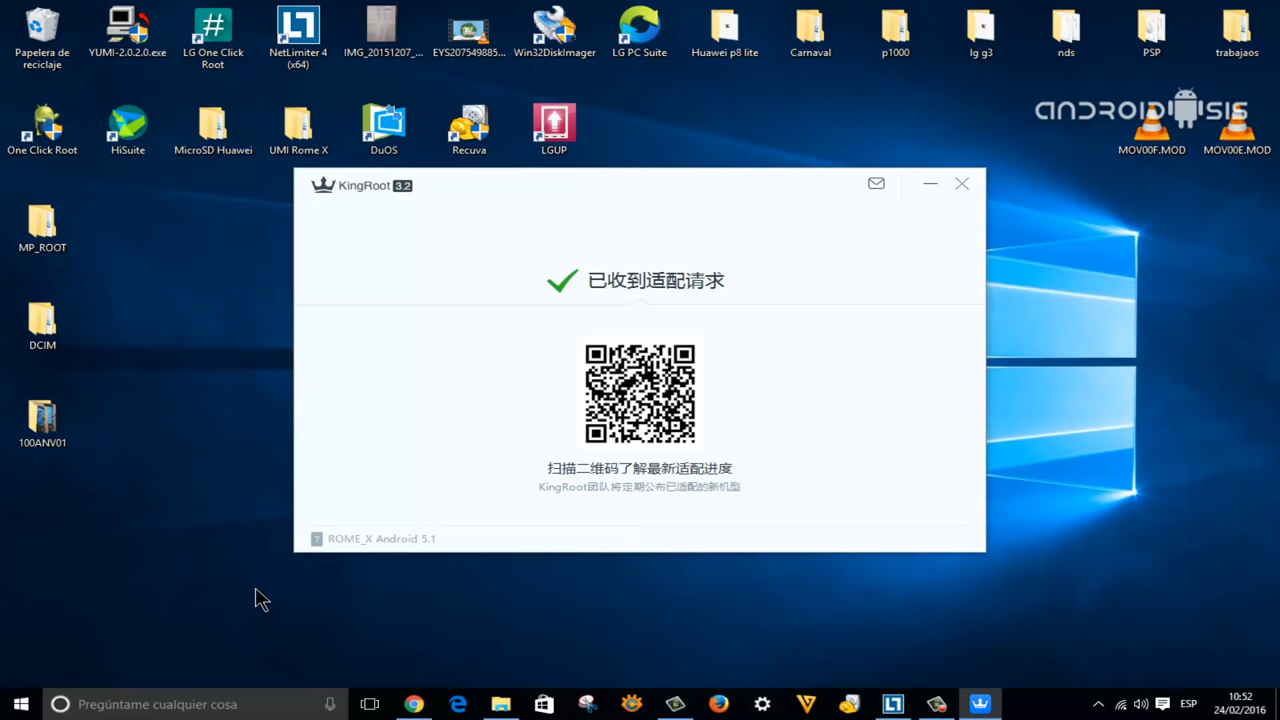 Papelera de reciclaje
YUMI-2.0.2.0.exe
LG One Click Root
NetLimiter 4 (x64)
IMG_20151207_...
EYS207549885...
Win32DiskImager
LG PC Suite
Huawei p8 lite
Carnaval
p1000
lg g3
nds
PSP
trabajaos
One Click Root
HiSuite
MicroSD Huawei
UMI Rome X
DuOS
Recuva
LGUP
ANDROIDSIS
MOV00F.MOD
MOV00E.MOD
MP_ROOT
DCIM
100ANV01
KingRoot 3.2
已收到适配请求
扫描二维码了解最新适配进度
KingRoot团队将定期公布已适配的新机型
? ROME_X Android 5.1
Pregúntame cualquier cosa
ESP
10:52
24/02/2016